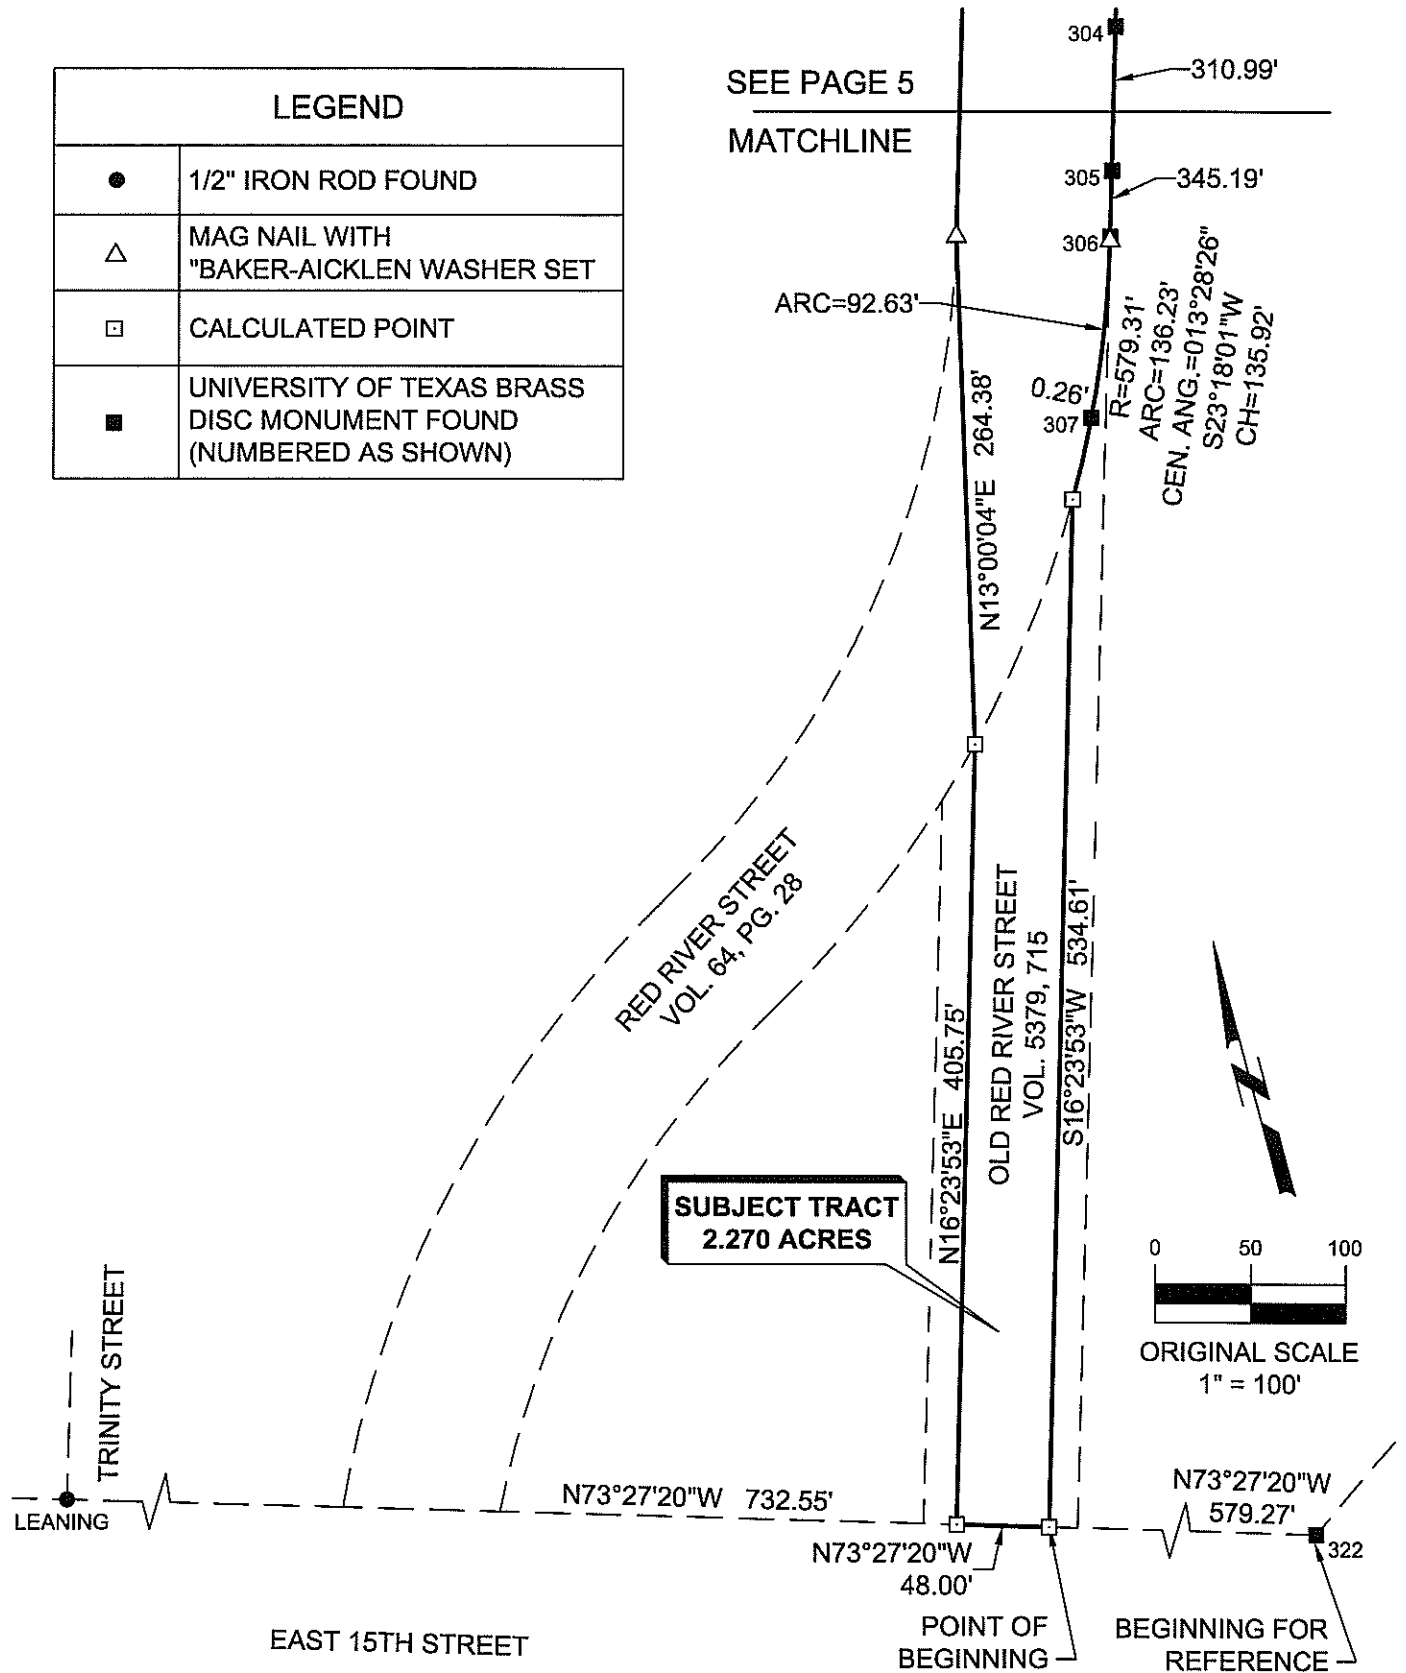 LEGEND
1/2" IRON ROD FOUND
MAG NAIL WITH
"BAKER-AICKLEN WASHER SET
CALCULATED POINT
UNIVERSITY OF TEXAS BRASS
DISC MONUMENT FOUND
(NUMBERED AS SHOWN)
SEE PAGE 5
MATCHLINE
304
310.99'
305
345.19'
306
ARC=92.63'
R=579.31'
ARC=136.23'
CEN. ANG.=013°28'26"
S23°18'01"W
CH=135.92'
0.26'
307
N13°00'04"E 264.38'
RED RIVER STREET
VOL. 64, PG. 28
OLD RED RIVER STREET
VOL. 5379, 715
N16°23'53"E 405.75'
S16°23'53"W 534.61'
SUBJECT TRACT
2.270 ACRES
0 50 100
ORIGINAL SCALE
1" = 100'
TRINITY STREET
LEANING
N73°27'20"W 732.55'
N73°27'20"W
48.00'
N73°27'20"W
579.27'
322
POINT OF
BEGINNING
BEGINNING FOR
REFERENCE
EAST 15TH STREET